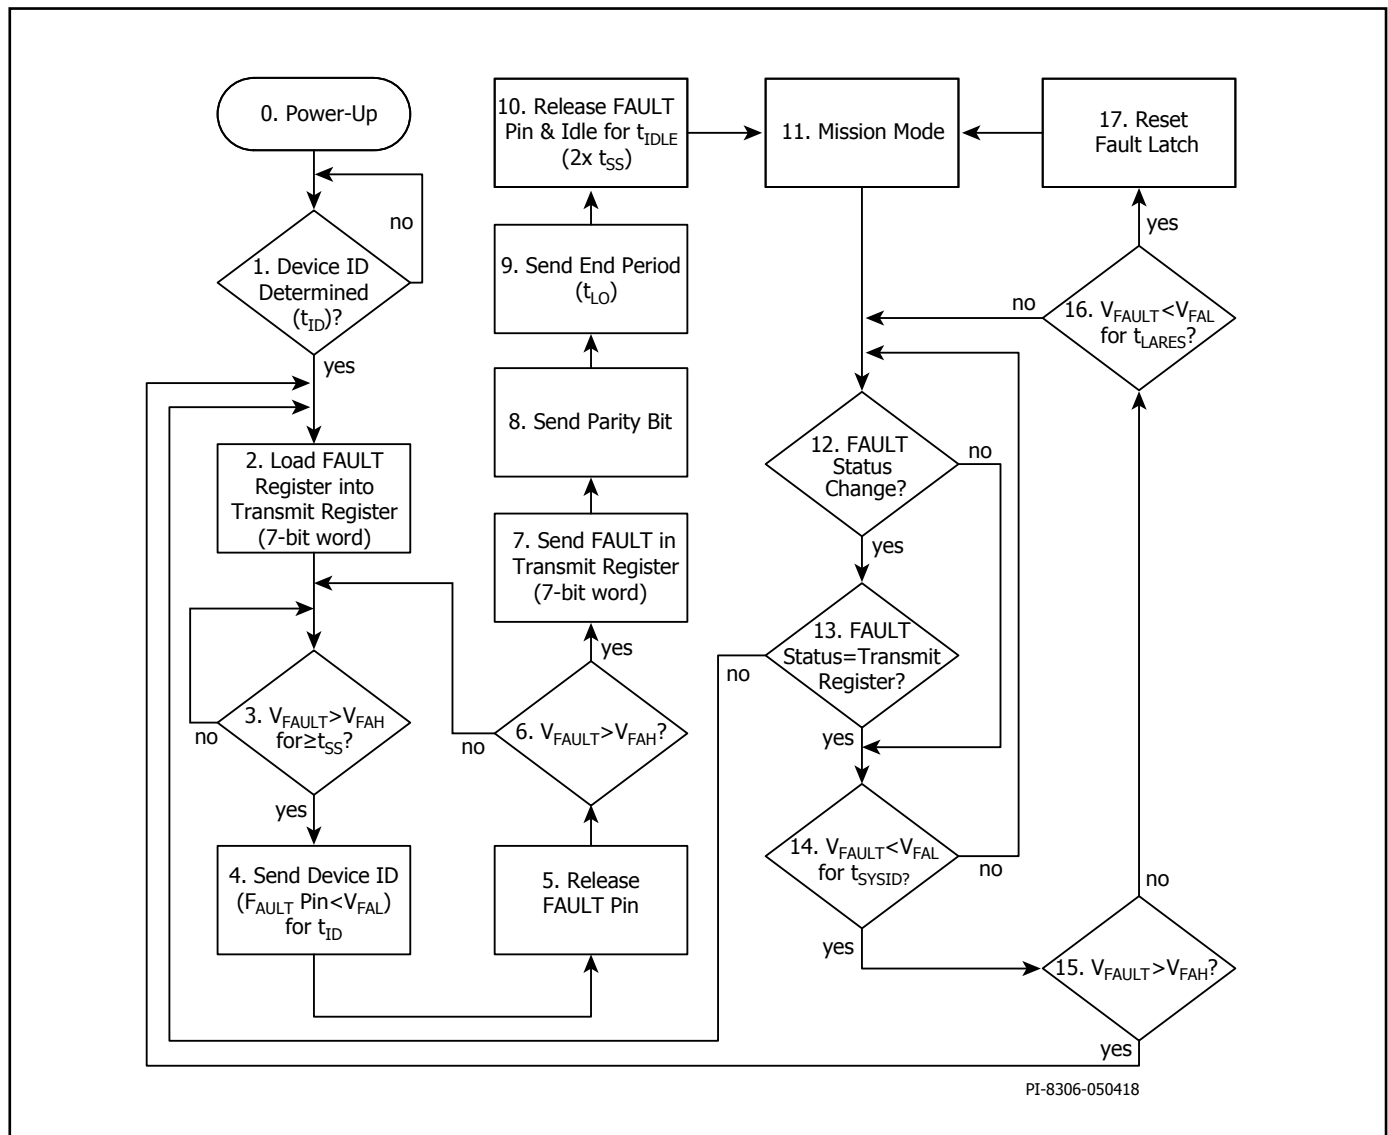 0. Power-Up
no
1. Device ID
Determined
(tID)?
yes
2. Load FAULT
Register into
Transmit Register
(7-bit word)
3. VFAULT>VFAH
for≥tSS?
no
yes
4. Send Device ID
(FAULT Pin<VFAL)
for tID
10. Release FAULT
Pin & Idle for tIDLE
(2x tSS)
9. Send End Period
(tLO)
8. Send Parity Bit
7. Send FAULT in
Transmit Register
(7-bit word)
yes
6. VFAULT>VFAH?
no
5. Release
FAULT Pin
11. Mission Mode
12. FAULT
Status
Change?
no
yes
13. FAULT
Status=Transmit
Register?
no
yes
14. VFAULT<VFAL
for tSYSID?
no
yes
17. Reset
Fault Latch
yes
16. VFAULT<VFAL
for tLARES?
no
no
15. VFAULT>VFAH?
yes
PI-8306-050418